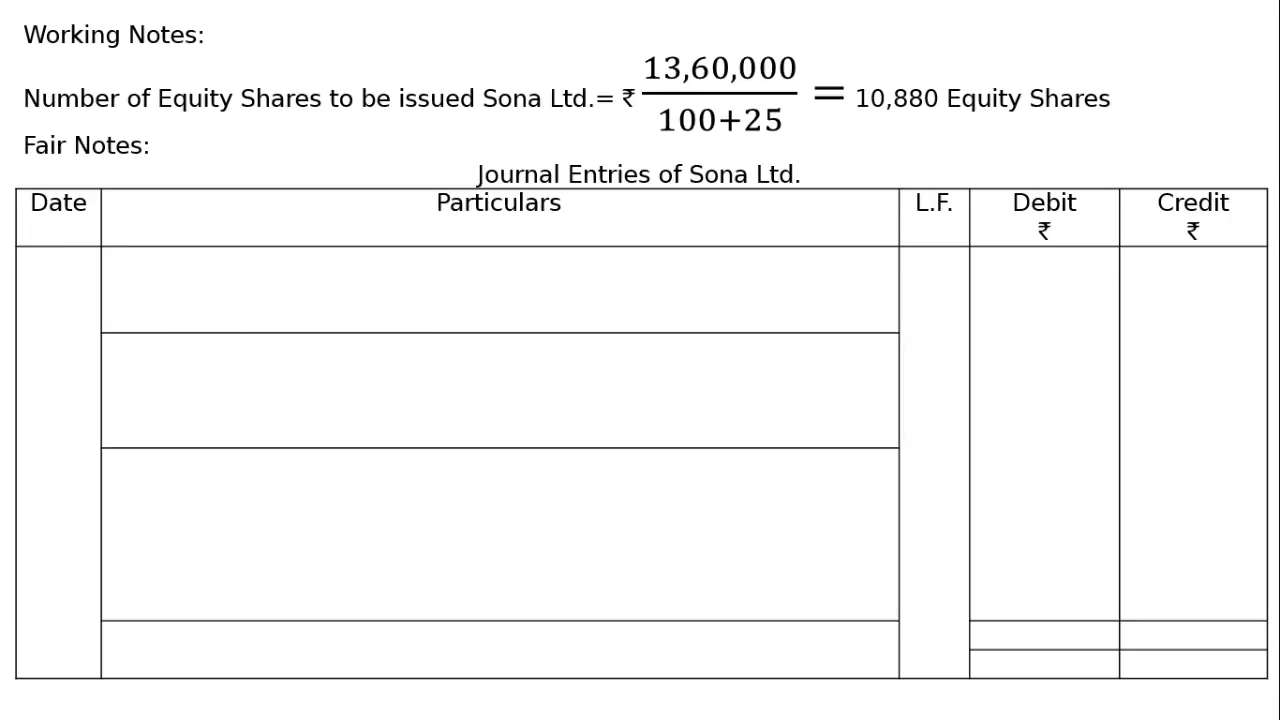 Working Notes:
Number of Equity Shares to be issued Sona Ltd.= ₹ 13,60,000 / 100+25 = 10,880 Equity Shares
Fair Notes:
Journal Entries of Sona Ltd.
Date Particulars L.F. Debit ₹ Credit ₹